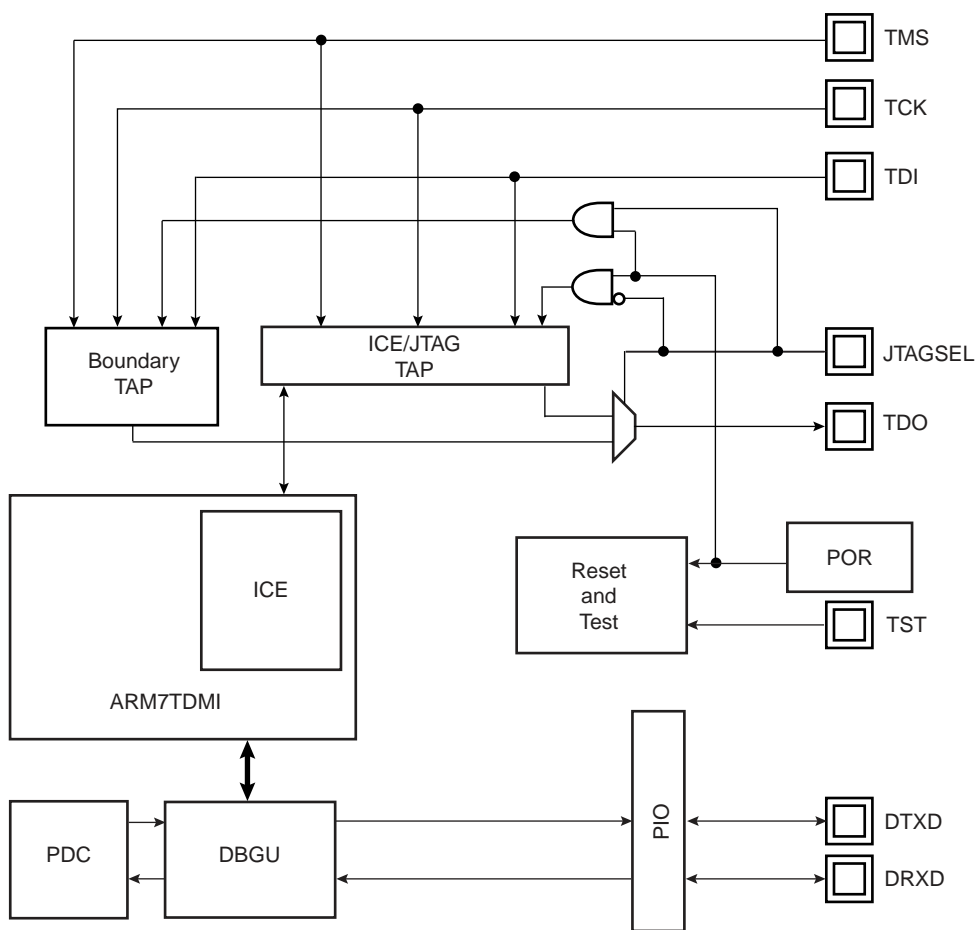 TMS
TCK
TDI
Boundary
TAP
ICE/JTAG
TAP
JTAGSEL
TDO
ICE
ARM7TDMI
Reset
and
Test
POR
TST
PDC
DBGU
PIO
DTXD
DRXD